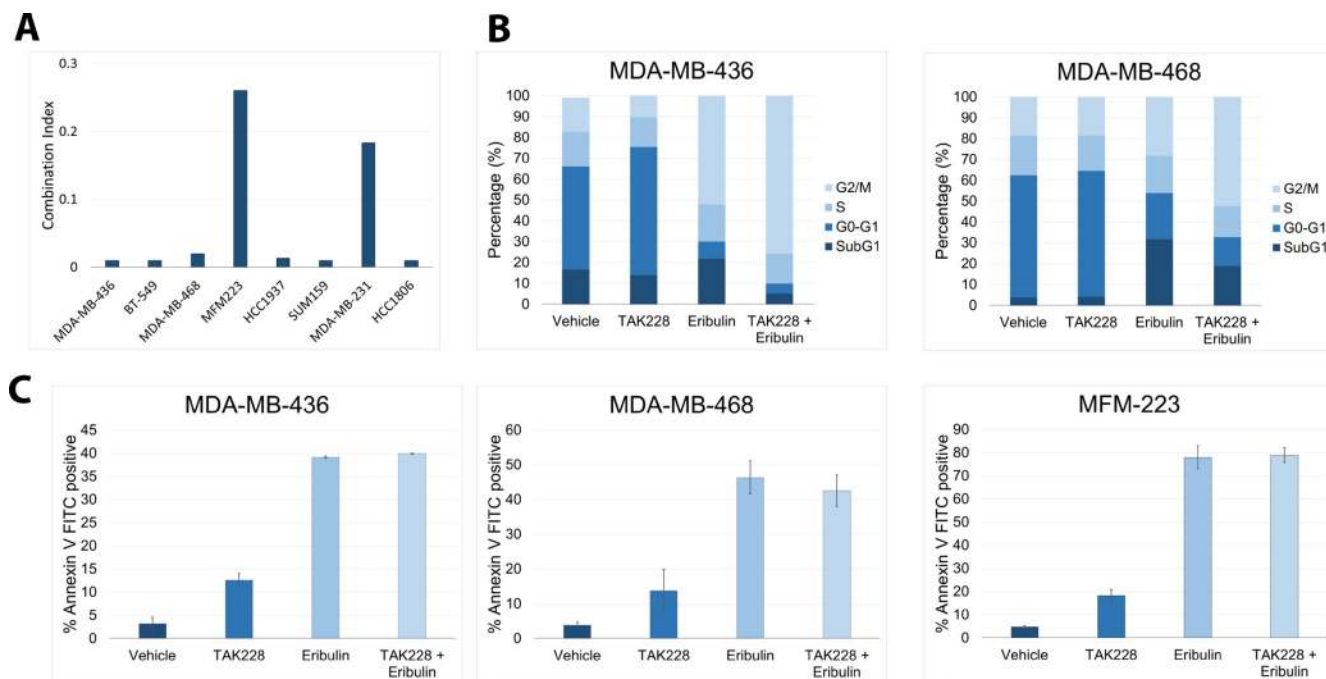 A
Combination Index
0.3
0.2
0.1
0
MDA-MB-436
BT-549
MDA-MB-468
MFM223
HCC1937
SUM159
MDA-MB-231
HCC1806
B
MDA-MB-436
Percentage (%)
100
90
80
70
60
50
40
30
20
10
0
Vehicle
TAK228
Eribulin
TAK228 +
Eribulin
G2/M
S
G0-G1
SubG1
MDA-MB-468
Percentage (%)
100
90
80
70
60
50
40
30
20
10
0
Vehicle
TAK228
Eribulin
TAK228 +
Eribulin
G2/M
S
G0-G1
SubG1
C
MDA-MB-436
% Annexin V FITC positive
45
40
35
30
25
20
15
10
5
0
Vehicle
TAK228
Eribulin
TAK228 +
Eribulin
MDA-MB-468
% Annexin V FITC positive
60
50
40
30
20
10
0
Vehicle
TAK228
Eribulin
TAK228 +
Eribulin
MFM-223
% Annexin V FITC positive
90
80
70
60
50
40
30
20
10
0
Vehicle
TAK228
Eribulin
TAK228 +
Eribulin